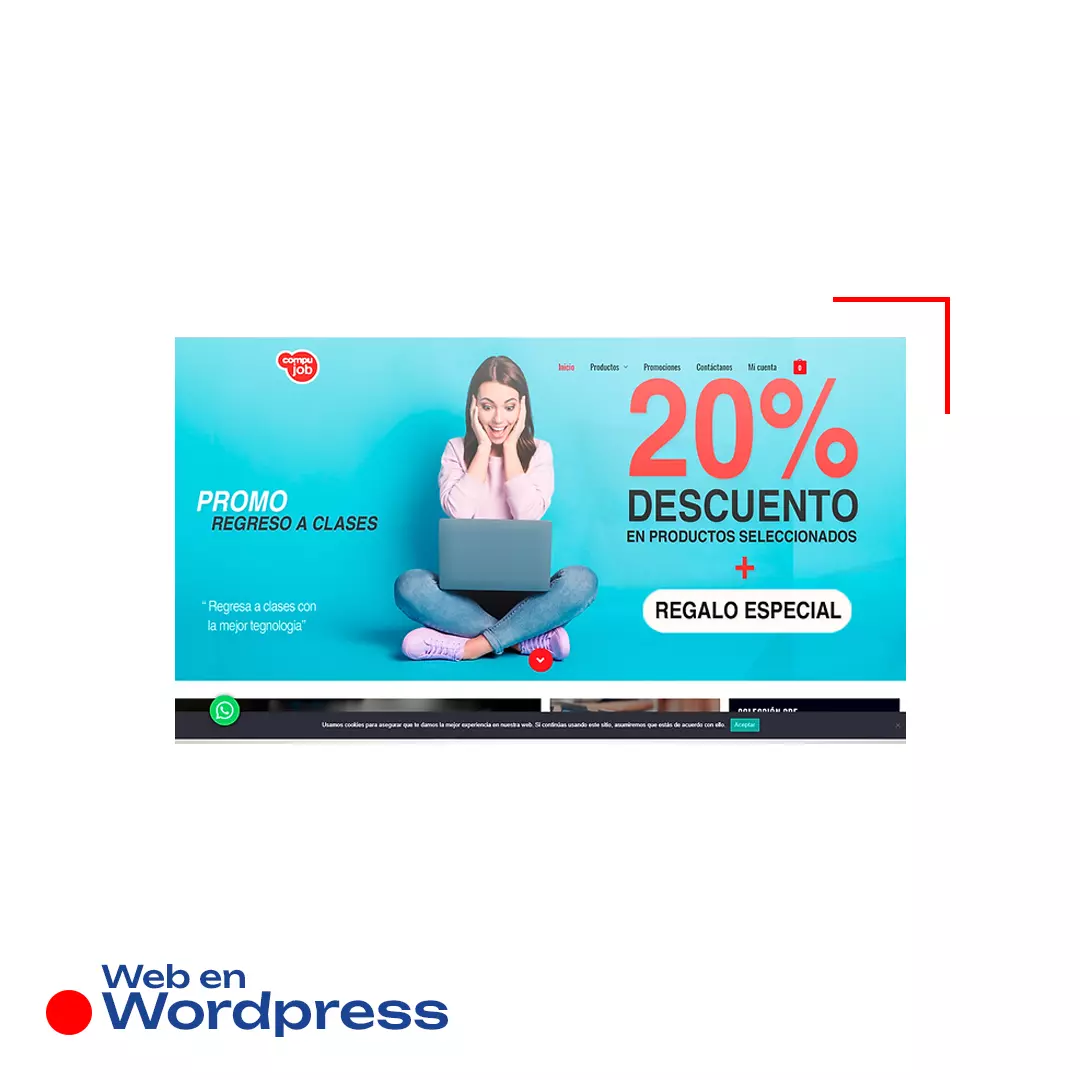 compu
job
Inicio Productos Promociones Contáctanos Mi cuenta 0
20%
DESCUENTO
EN PRODUCTOS SELECCIONADOS
+
REGALO ESPECIAL
PROMO
REGRESO A CLASES
“ Regresa a clases con
la mejor tegnologia”
Usamos cookies para asegurar que te damos la mejor experiencia en nuestra web. Si continúas usando este sitio, asumiremos que estás de acuerdo con ello. Aceptar
Web en
Wordpress